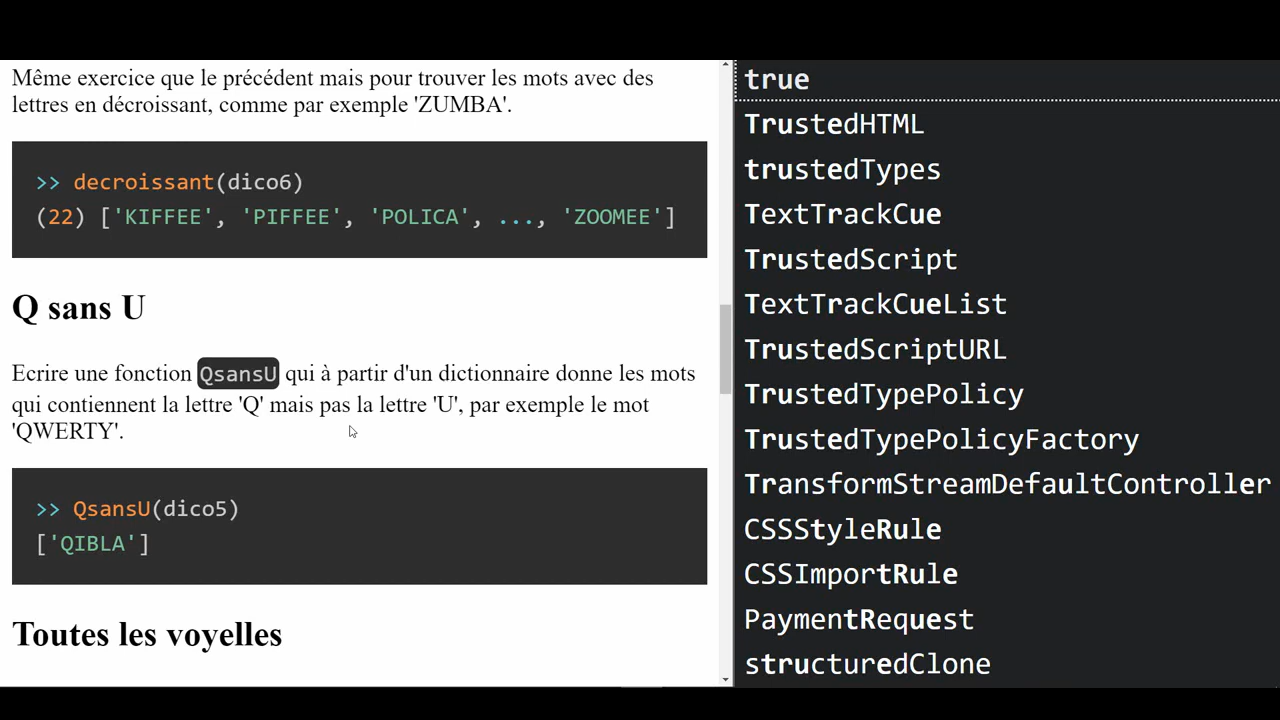 Même exercice que le précédent mais pour trouver les mots avec des
lettres en décroissant, comme par exemple 'ZUMBA'.
>> decroissant(dico6)
(22) ['KIFFEE', 'PIFFEE', 'POLICA', ..., 'ZOOMEE']
Q sans U
Ecrire une fonction QsansU qui à partir d'un dictionnaire donne les mots
qui contiennent la lettre 'Q' mais pas la lettre 'U', par exemple le mot
'QWERTY'.
>> QsansU(dico5)
['QIBLA']
Toutes les voyelles
true
TrustedHTML
trustedTypes
TextTrackCue
TrustedScript
TextTrackCueList
TrustedScriptURL
TrustedTypePolicy
TrustedTypePolicyFactory
TransformStreamDefaultController
CSSStyleRule
CSSImportRule
PaymentRequest
structuredClone